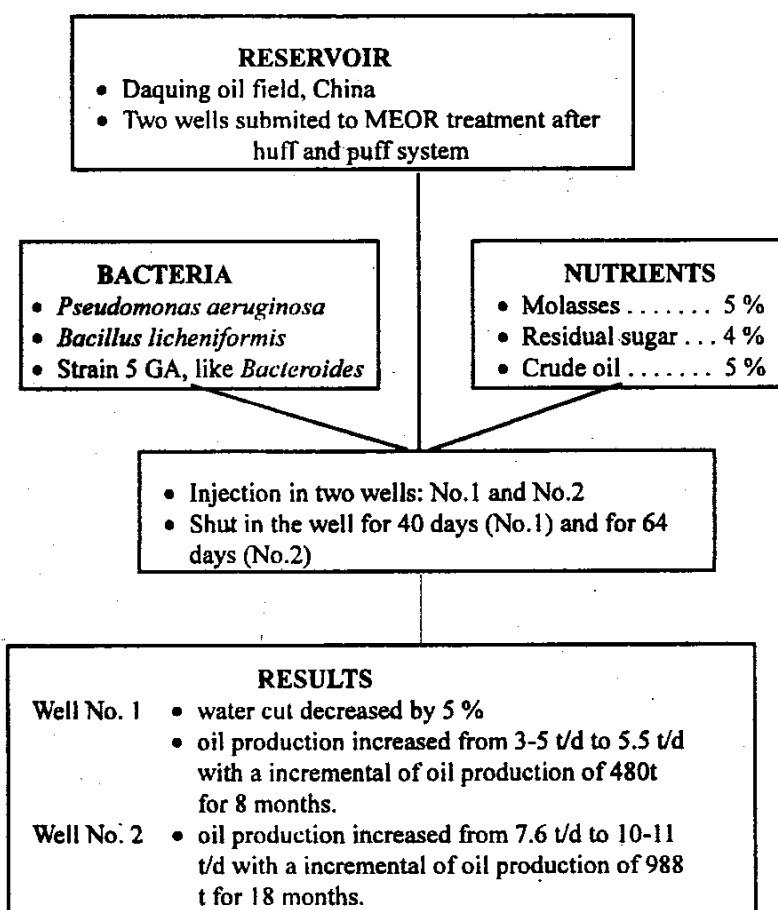 RESERVOIR
• Daquing oil field, China
• Two wells submited to MEOR treatment after
huff and puff system
BACTERIA
• Pseudomonas aeruginosa
• Bacillus licheniformis
• Strain 5 GA, like Bacteroides
NUTRIENTS
• Molasses ....... 5 %
• Residual sugar ... 4 %
• Crude oil ....... 5 %
• Injection in two wells: No.1 and No.2
• Shut in the well for 40 days (No.1) and for 64
days (No.2)
RESULTS
Well No. 1 • water cut decreased by 5 %
• oil production increased from 3-5 t/d to 5.5 t/d
with a incremental of oil production of 480t
for 8 months.
Well No. 2 • oil production increased from 7.6 t/d to 10-11
t/d with a incremental of oil production of 988
t for 18 months.